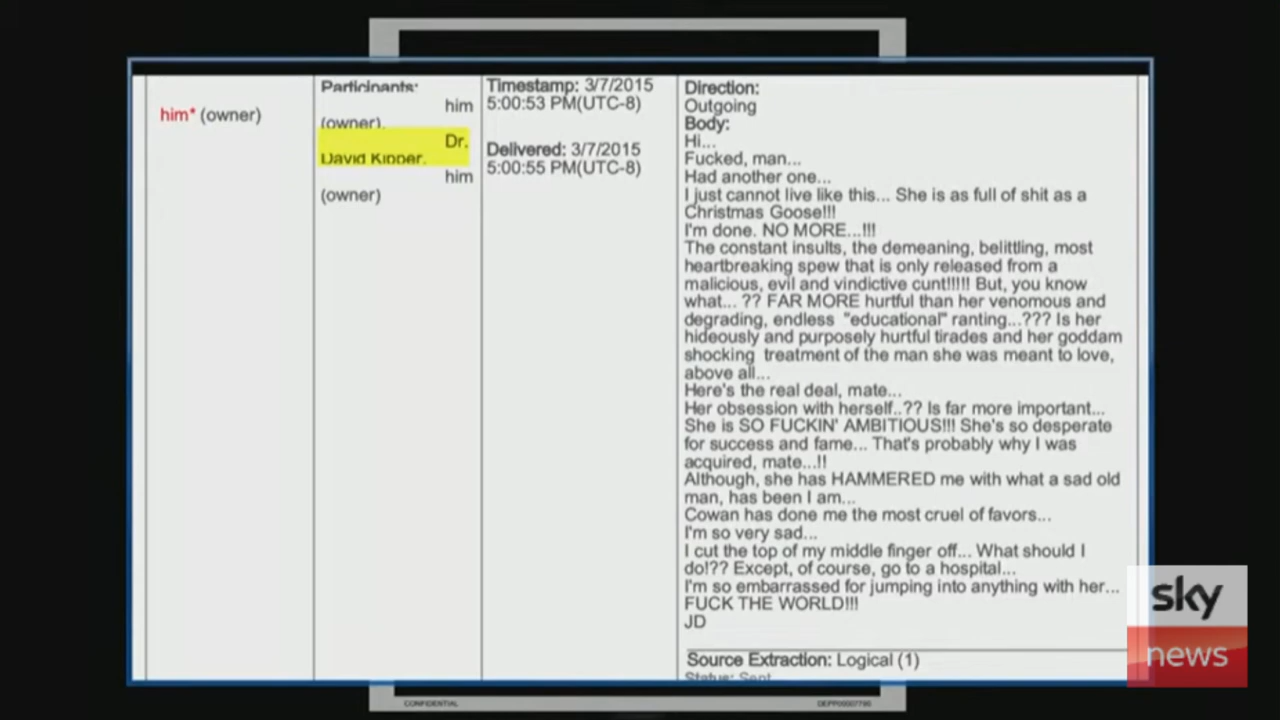 him* (owner)
Participants:
him
(owner),
Dr.
David Kipper,
him
(owner)
Timestamp: 3/7/2015
5:00:53 PM(UTC-8)
Delivered: 3/7/2015
5:00:55 PM(UTC-8)
Direction:
Outgoing
Body:
Hi...
Fucked, man...
Had another one...
I just cannot live like this... She is as full of shit as a
Christmas Goose!!!
I'm done. NO MORE...!!!
The constant insults, the demeaning, belittling, most
heartbreaking spew that is only released from a
malicious, evil and vindictive cunt!!!!! But, you know
what... ?? FAR MORE hurtful than her venomous and
degrading, endless "educational" ranting...??? Is her
hideously and purposely hurtful tirades and her goddam
shocking treatment of the man she was meant to love,
above all...
Here's the real deal, mate...
Her obsession with herself..?? Is far more important...
She is SO FUCKIN' AMBITIOUS!!! She's so desperate
for success and fame... That's probably why I was
acquired, mate...!!
Although, she has HAMMERED me with what a sad old
man, has been I am...
Cowan has done me the most cruel of favors...
I'm so very sad...
I cut the top of my middle finger off... What should I
do!?? Except, of course, go to a hospital...
I'm so embarrassed for jumping into anything with her...
FUCK THE WORLD!!!
JD
Source Extraction: Logical (1)
Status: Sent
CONFIDENTIAL
DEPP00007790
sky
news